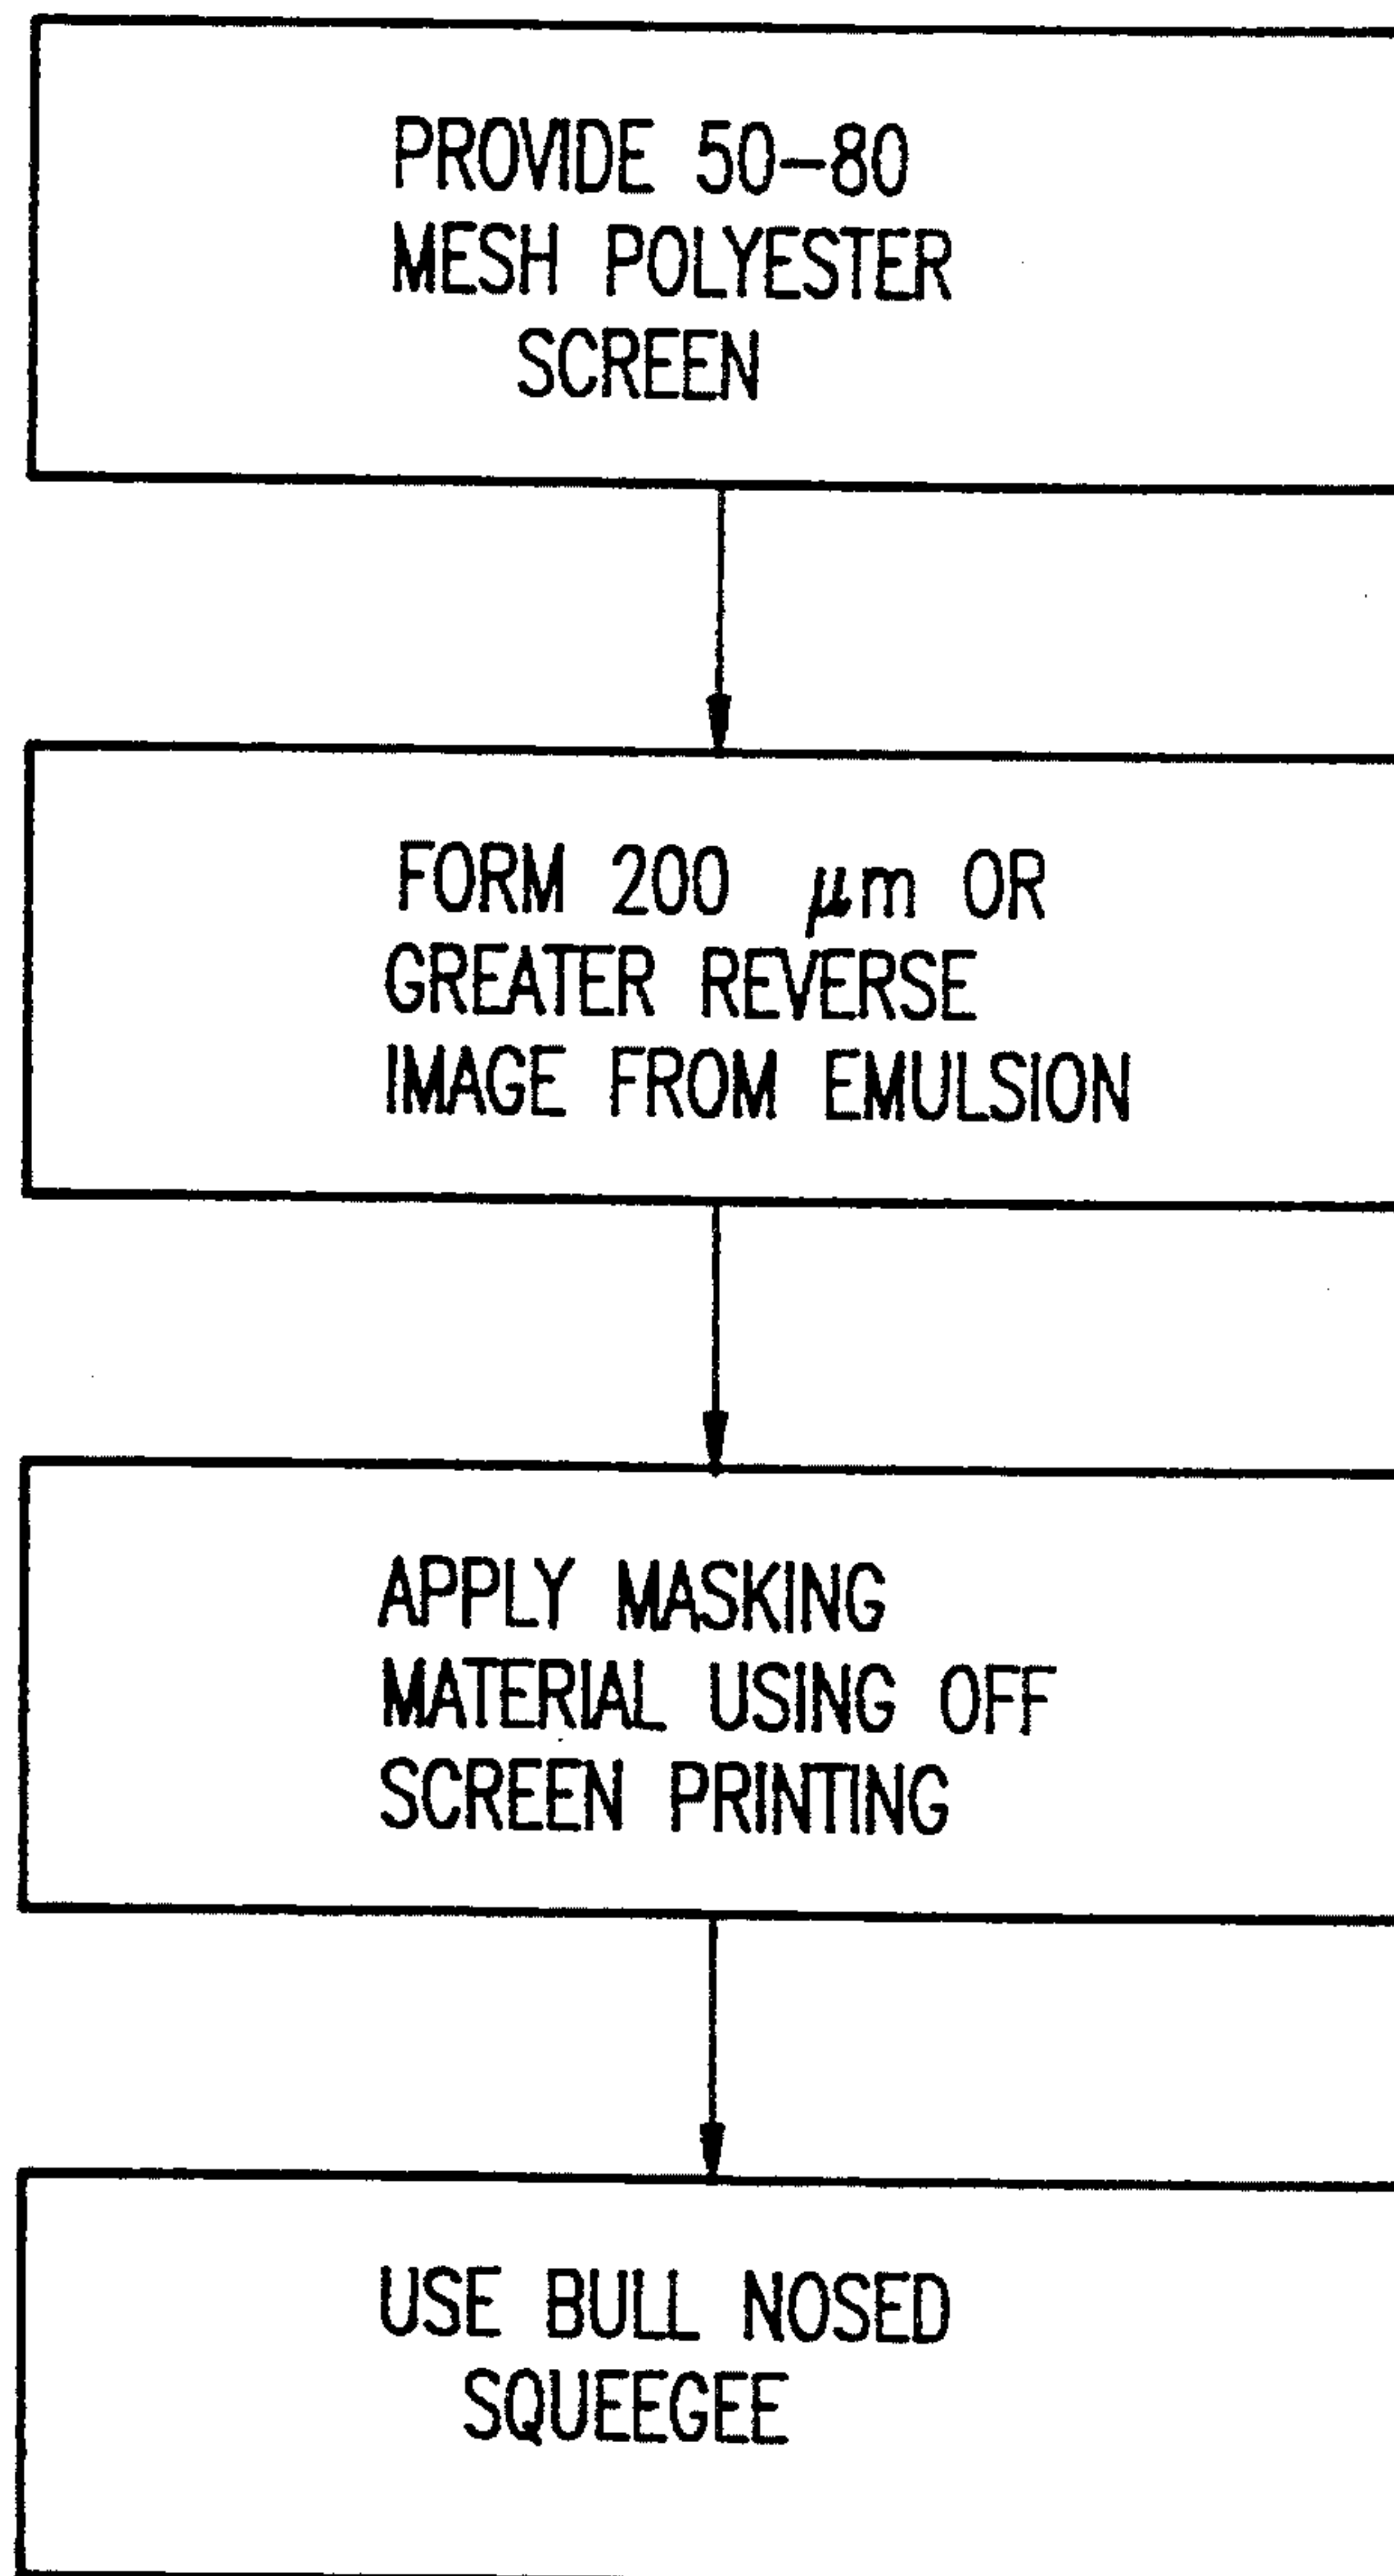 PROVIDE 50-80
MESH POLYESTER
SCREEN
FORM 200 μm OR
GREATER REVERSE
IMAGE FROM EMULSION
APPLY MASKING
MATERIAL USING OFF
SCREEN PRINTING
USE BULL NOSED
SQUEEGEE